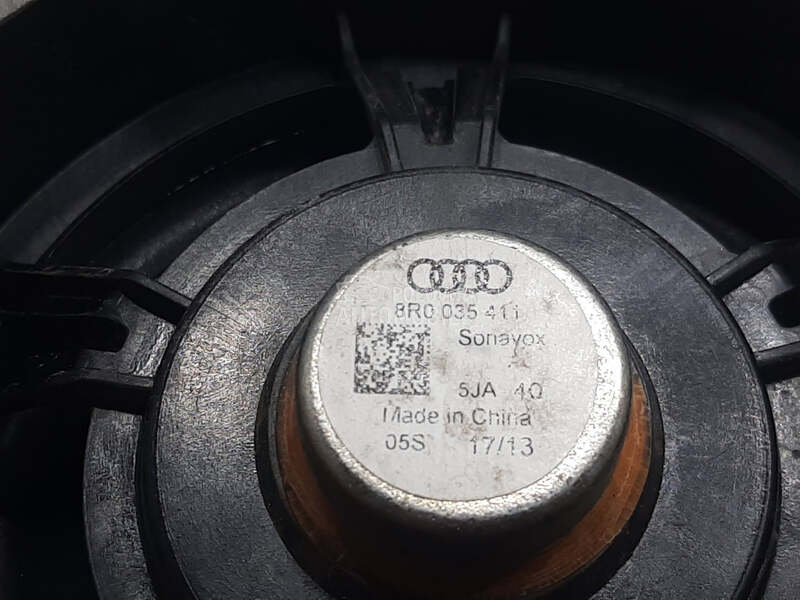 8R0 035 411
Sonavox
5JA 4Ω
Made in China
05S 17/13